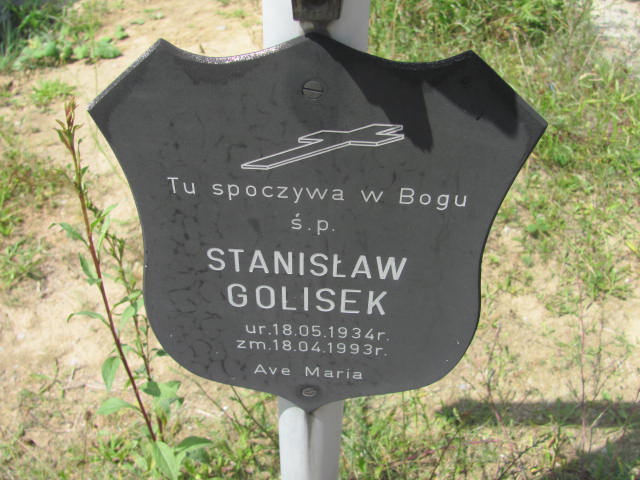 Tu spoczywa w Bogu
ś.p.
STANISŁAW
GOLISEK
ur.18.05.1934r.
zm.18.04.1993r.
Ave Maria